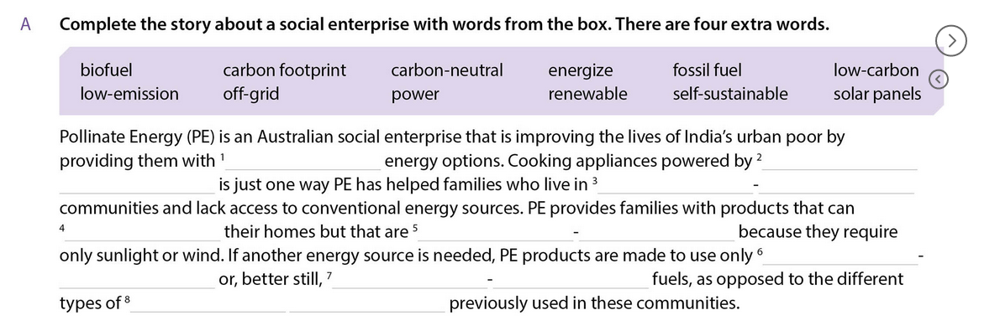 A Complete the story about a social enterprise with words from the box. There are four extra words.
biofuel carbon footprint carbon-neutral energize fossil fuel low-carbon
low-emission off-grid power renewable self-sustainable solar panels
Pollinate Energy (PE) is an Australian social enterprise that is improving the lives of India's urban poor by
providing them with 1 energy options. Cooking appliances powered by 2
is just one way PE has helped families who live in 3 -
communities and lack access to conventional energy sources. PE provides families with products that can
4 their homes but that are 5 - because they require
only sunlight or wind. If another energy source is needed, PE products are made to use only 6 -
or, better still, 7 - fuels, as opposed to the different
types of 8 previously used in these communities.